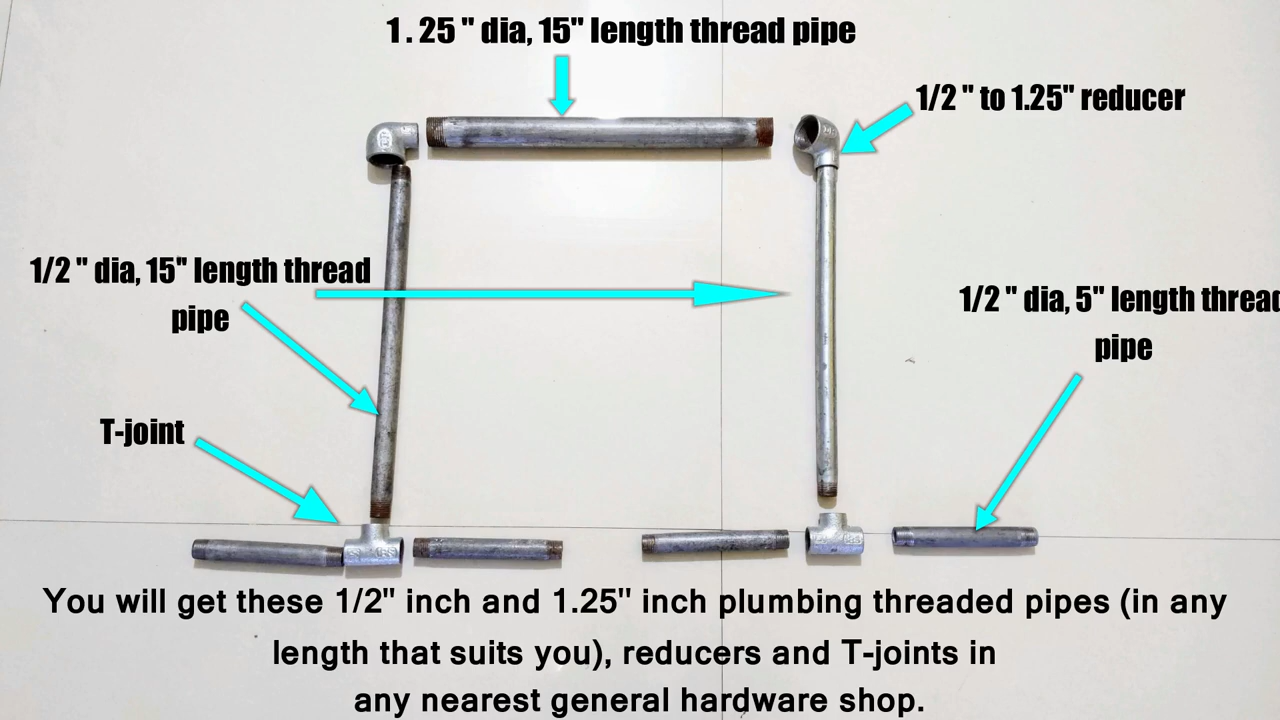 1.25" dia, 15" length thread pipe
1/2" to 1.25" reducer
1/2" dia, 15" length thread
pipe
1/2" dia, 5" length thread
pipe
T-joint
You will get these 1/2" inch and 1.25" inch plumbing threaded pipes (in any
length that suits you), reducers and T-joints in
any nearest general hardware shop.